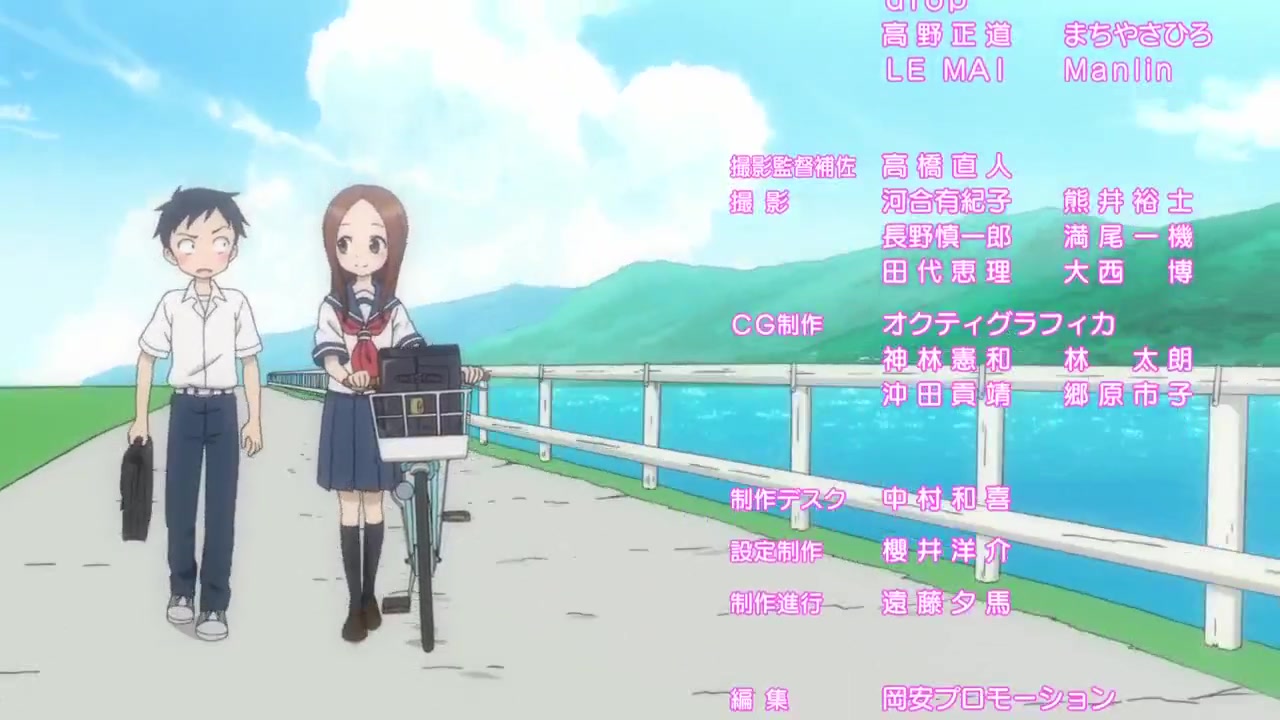 drop
高野正道 まちやさひろ
LE MAI Manlin
撮影監督補佐 高橋直人
撮影 河合有紀子 熊井裕士
長野慎一郎 満尾一機
田代恵理 大西 博
CG制作 オクティグラフィカ
神林憲和 林 太朗
沖田貢靖 郷原市子
制作デスク 中村和喜
設定制作 櫻井洋介
制作進行 遠藤夕馬
編集 岡安プロモーション